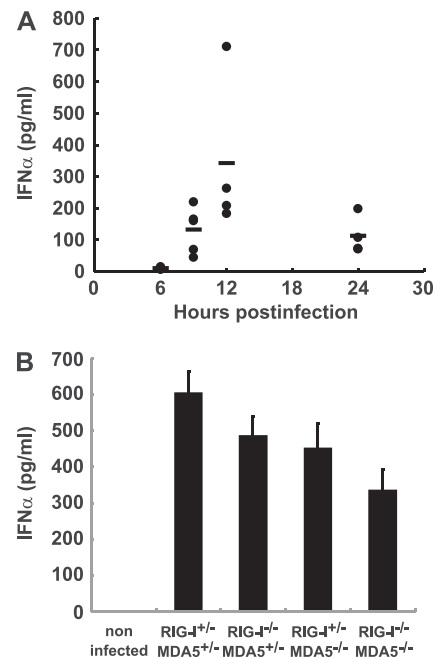 A
800
700
600
500
400
300
200
100
0
IFNα (pg/ml)
0 6 12 18 24 30
Hours postinfection
B
700
600
500
400
300
200
100
0
IFNα (pg/ml)
non RIG-I+/- RIG-I-/- RIG-I+/- RIG-I-/-
infected MDA5+/- MDA5+/- MDA5-/- MDA5-/-